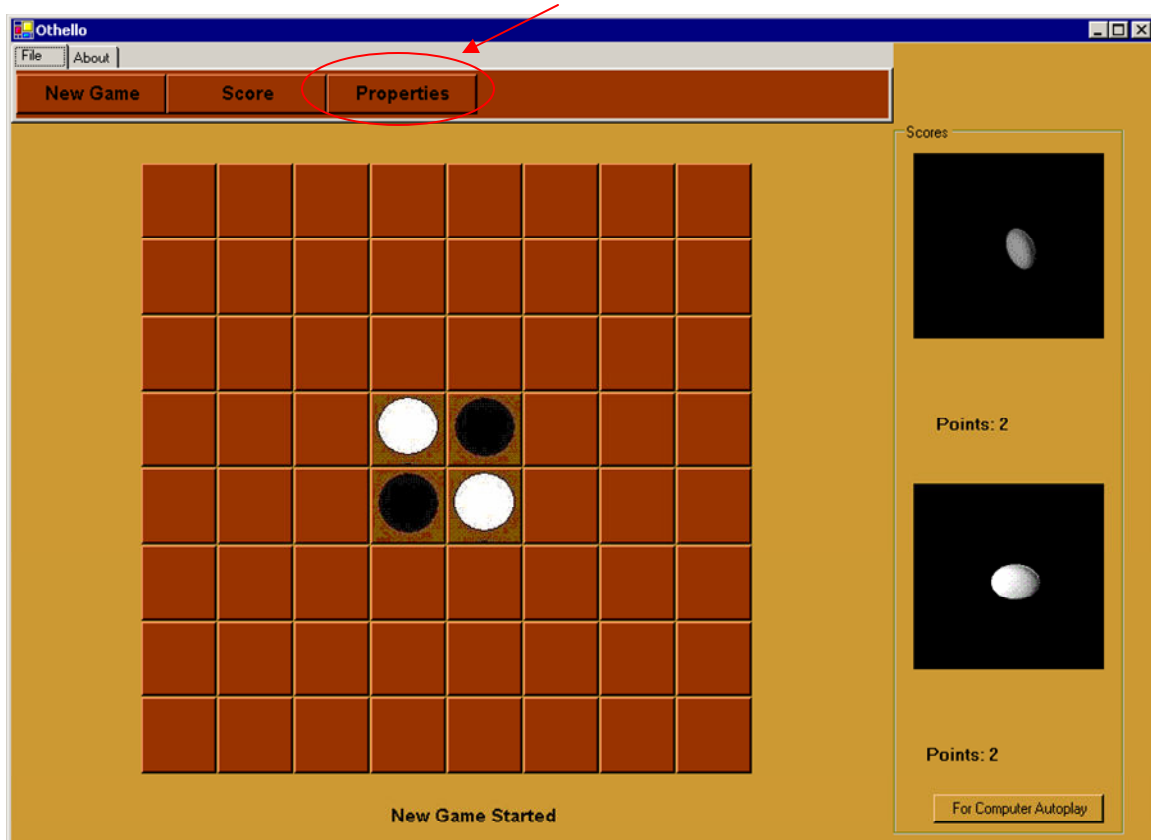 Othello
File About
New Game Score Properties
Scores
Points: 2
Points: 2
For Computer Autoplay
New Game Started